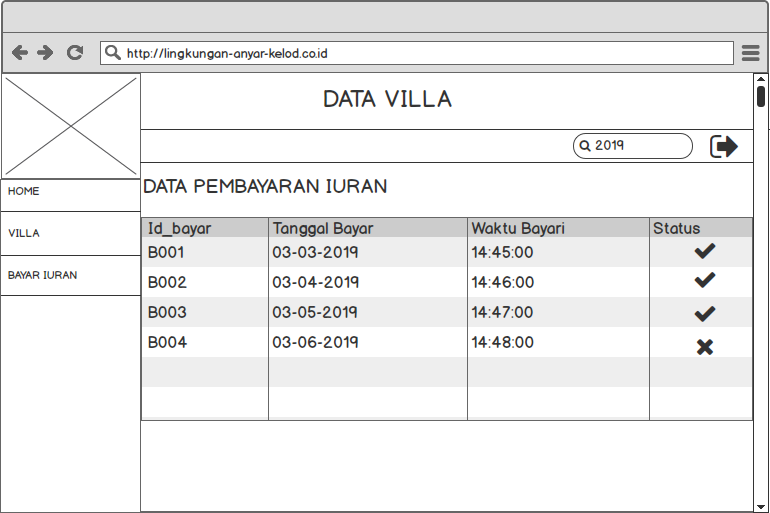 http://lingkungan-anyar-kelod.co.id
DATA VILLA
2019
HOME
VILLA
BAYAR IURAN
DATA PEMBAYARAN IURAN
Id_bayar Tanggal Bayar Waktu Bayari Status
B001 03-03-2019 14:45:00
B002 03-04-2019 14:46:00
B003 03-05-2019 14:47:00
B004 03-06-2019 14:48:00